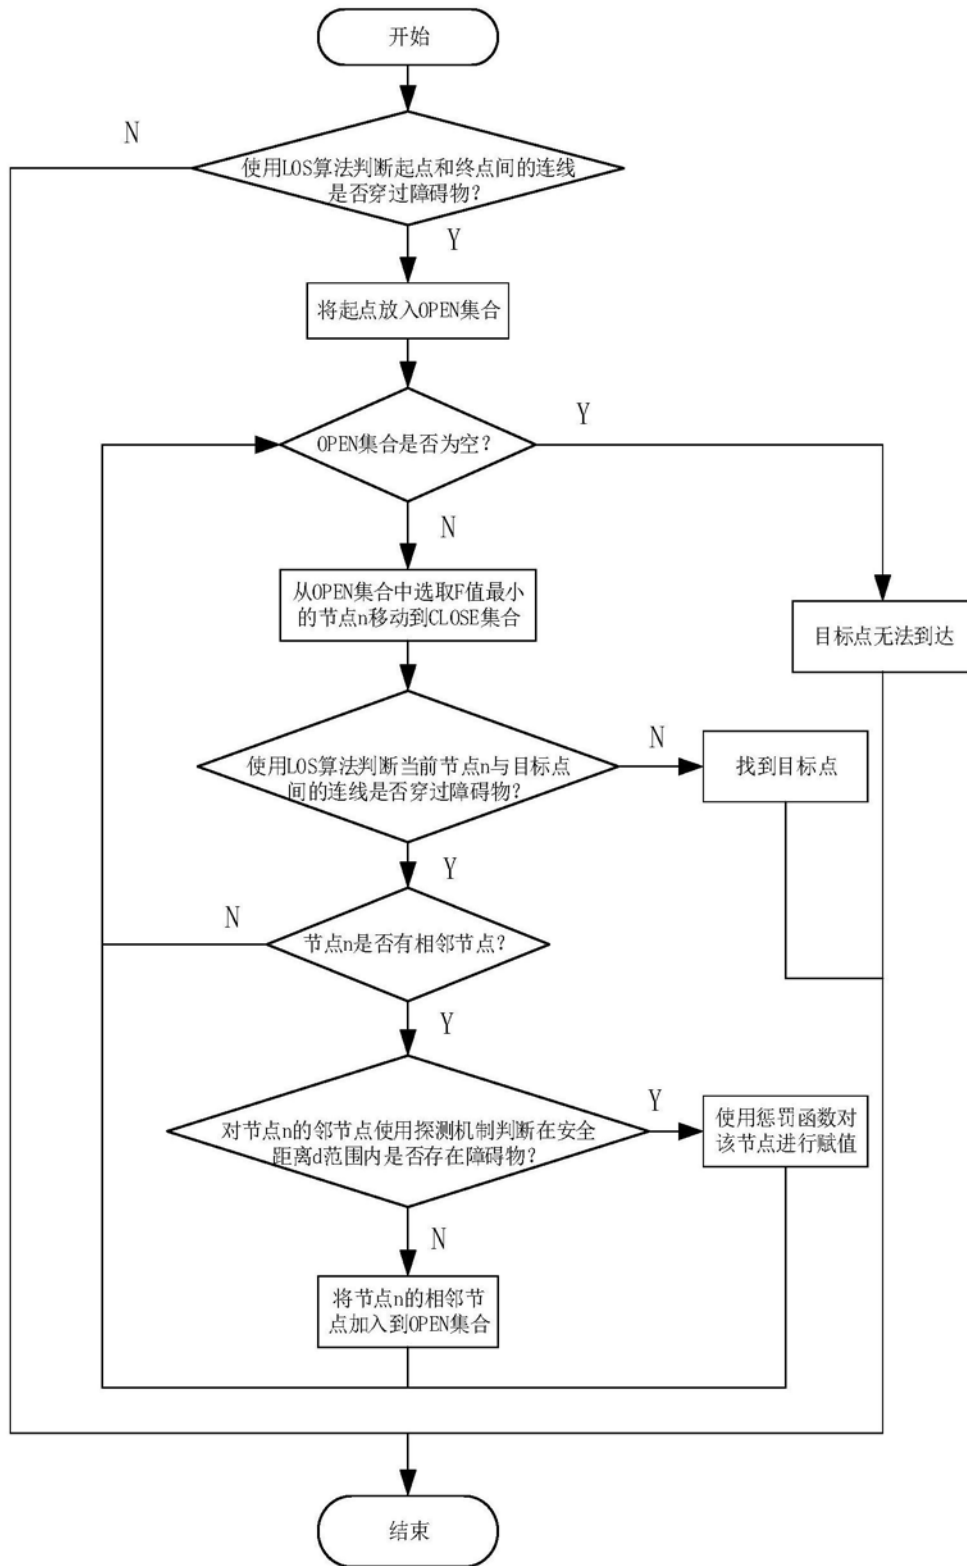 开始
N
使用LOS算法判断起点和终点间的连线
是否穿过障碍物？
Y
将起点放入OPEN集合
Y
OPEN集合是否为空？
N
从OPEN集合中选取F值最小
的节点n移动到CLOSE集合
目标点无法到达
N
使用LOS算法判断当前节点n与目标点
间的连线是否穿过障碍物？
找到目标点
Y
N
节点n是否有相邻节点？
Y
Y
对节点n的邻节点使用探测机制判断在安全
距离d范围内是否存在障碍物？
使用惩罚函数对
该节点进行赋值
N
将节点n的相邻节
点加入到OPEN集合
结束